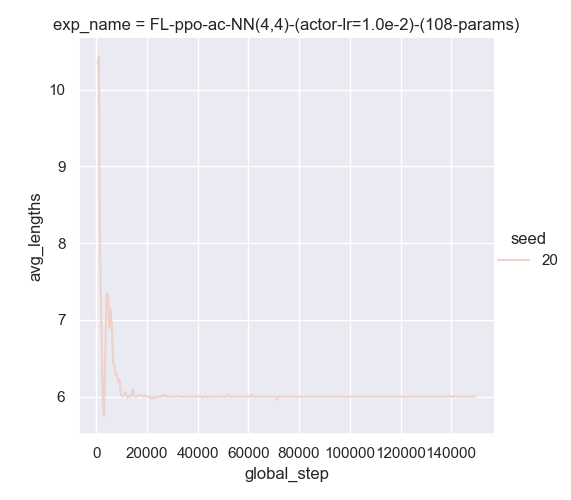 exp_name = FL-ppo-ac-NN(4,4)-(actor-lr=1.0e-2)-(108-params)
10
9
8
7
6
avg_lengths
seed
20
0 20000 40000 60000 80000 100000 120000 140000
global_step